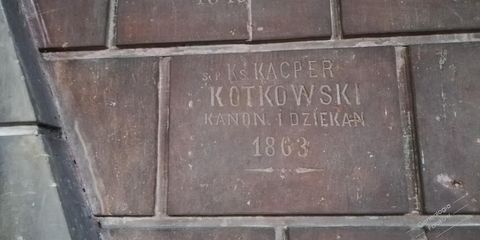 Ś.P. KS KACPER
KOTKOWSKI
KANON. I DZIEKAN
1863